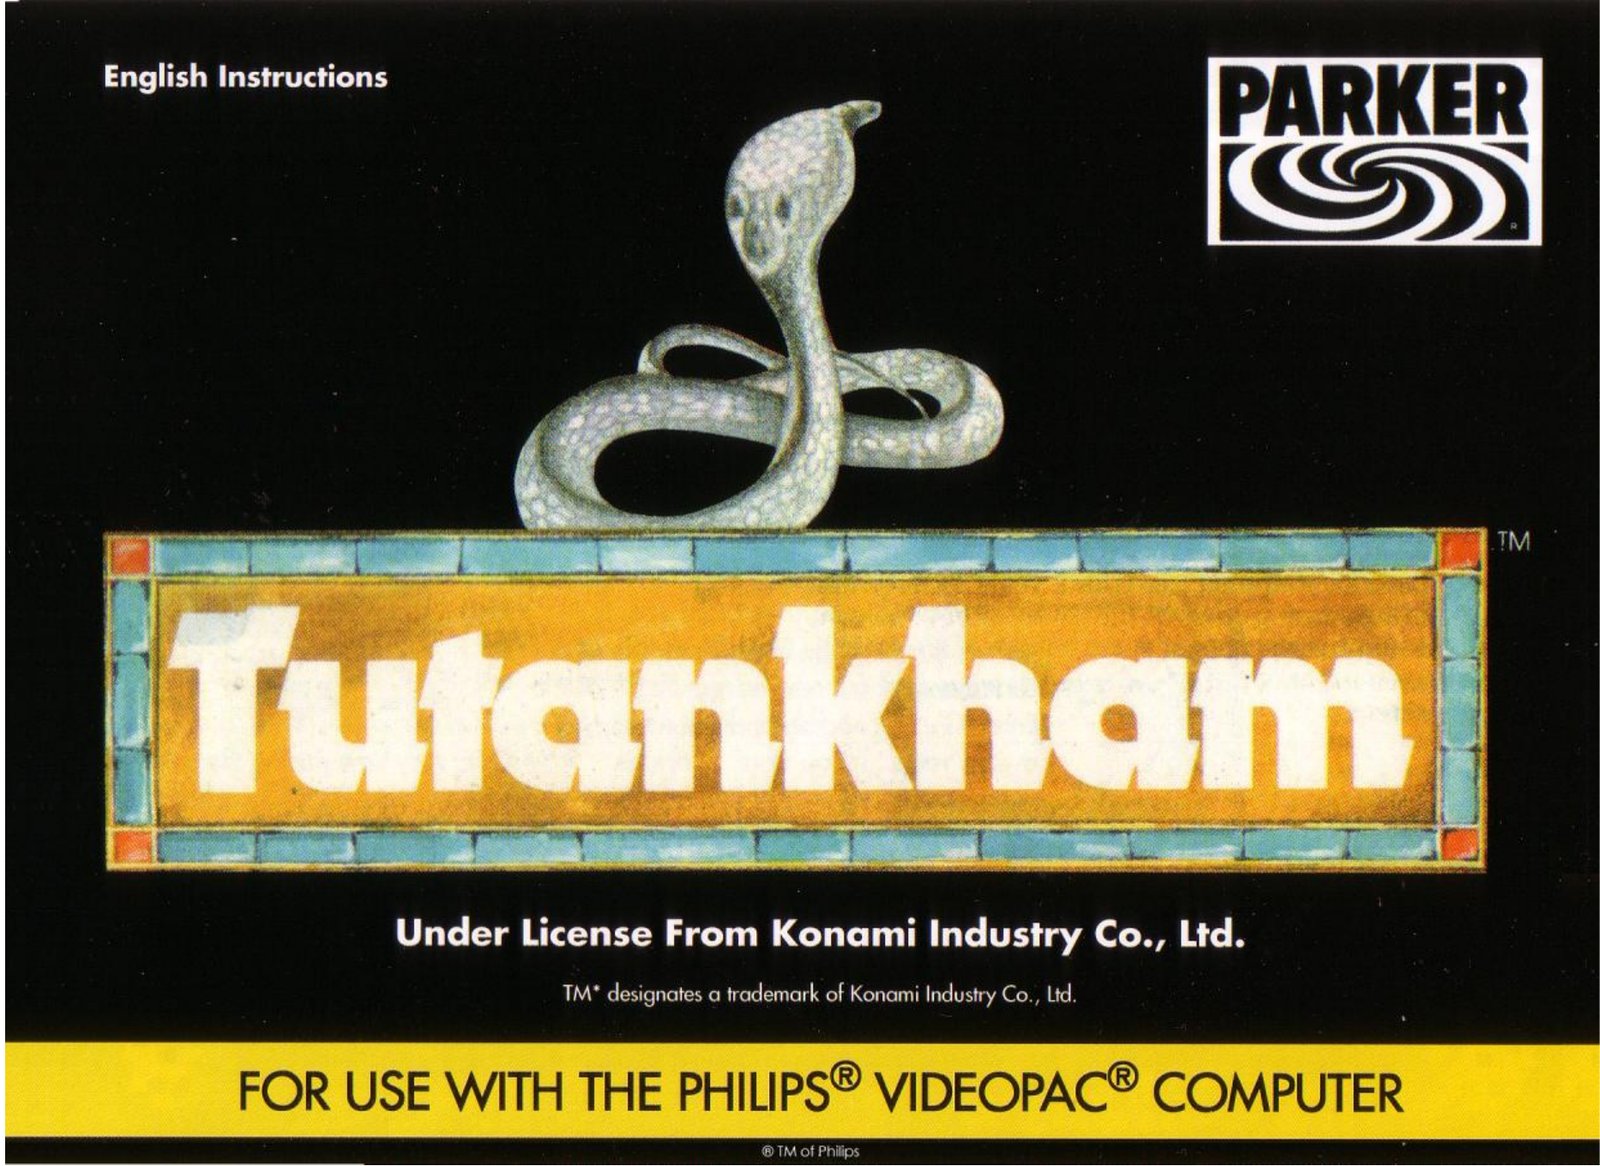 English Instructions
PARKER
®
TM
Tutankham
Under License From Konami Industry Co., Ltd.
TM* designates a trademark of Konami Industry Co., Ltd.
FOR USE WITH THE PHILIPS® VIDEOPAC® COMPUTER
® TM of Philips